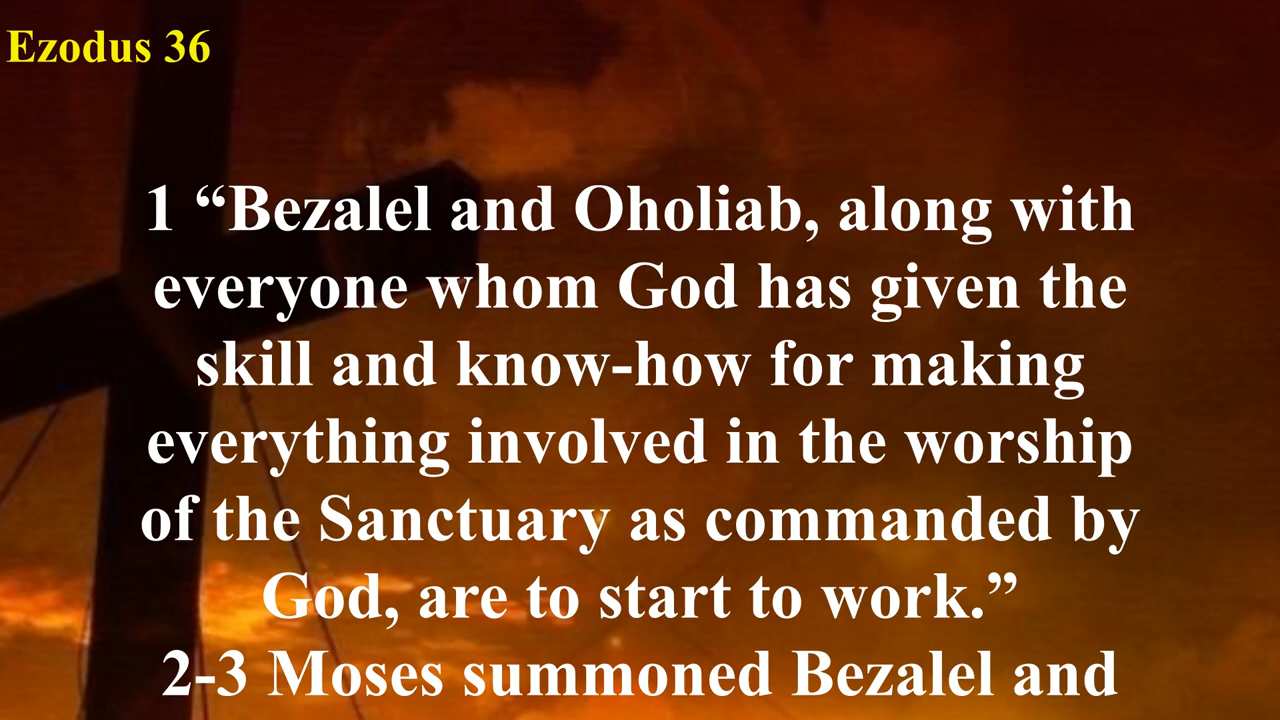 Ezodus 36
1 “Bezalel and Oholiab, along with
everyone whom God has given the
skill and know-how for making
everything involved in the worship
of the Sanctuary as commanded by
God, are to start to work.”
2-3 Moses summoned Bezalel and